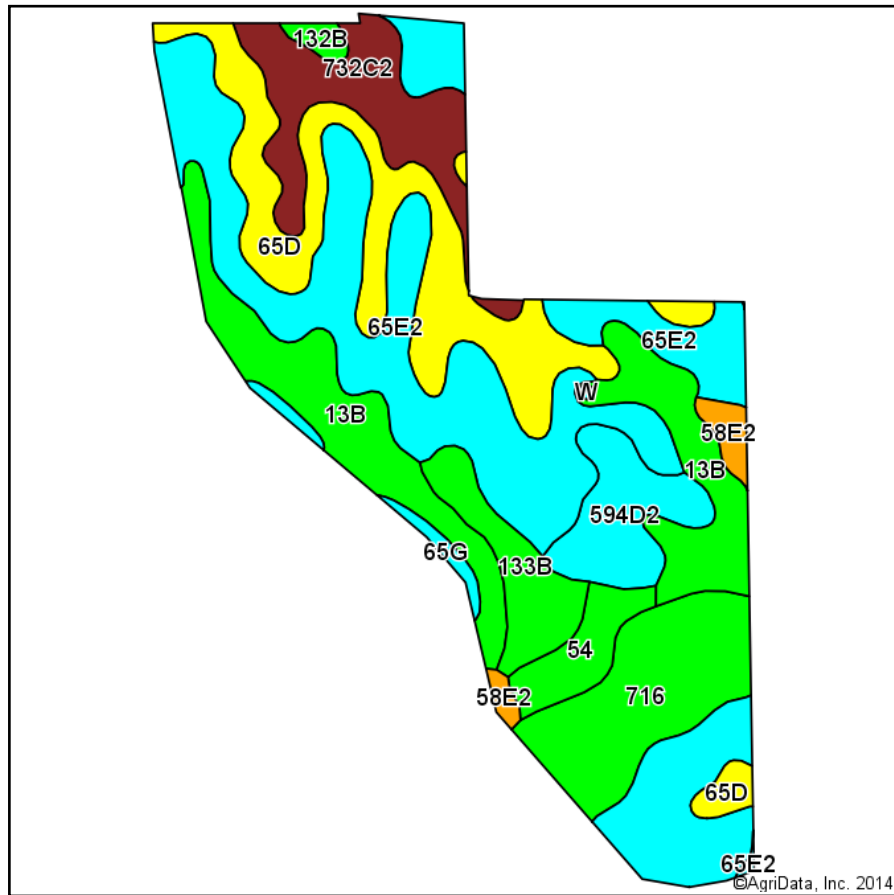 132B
732C2
65D
65E2
65E2
W
13B
58E2
13B
594D2
65G
133B
54
58E2
716
65D
65E2
©AgriData, Inc. 2014